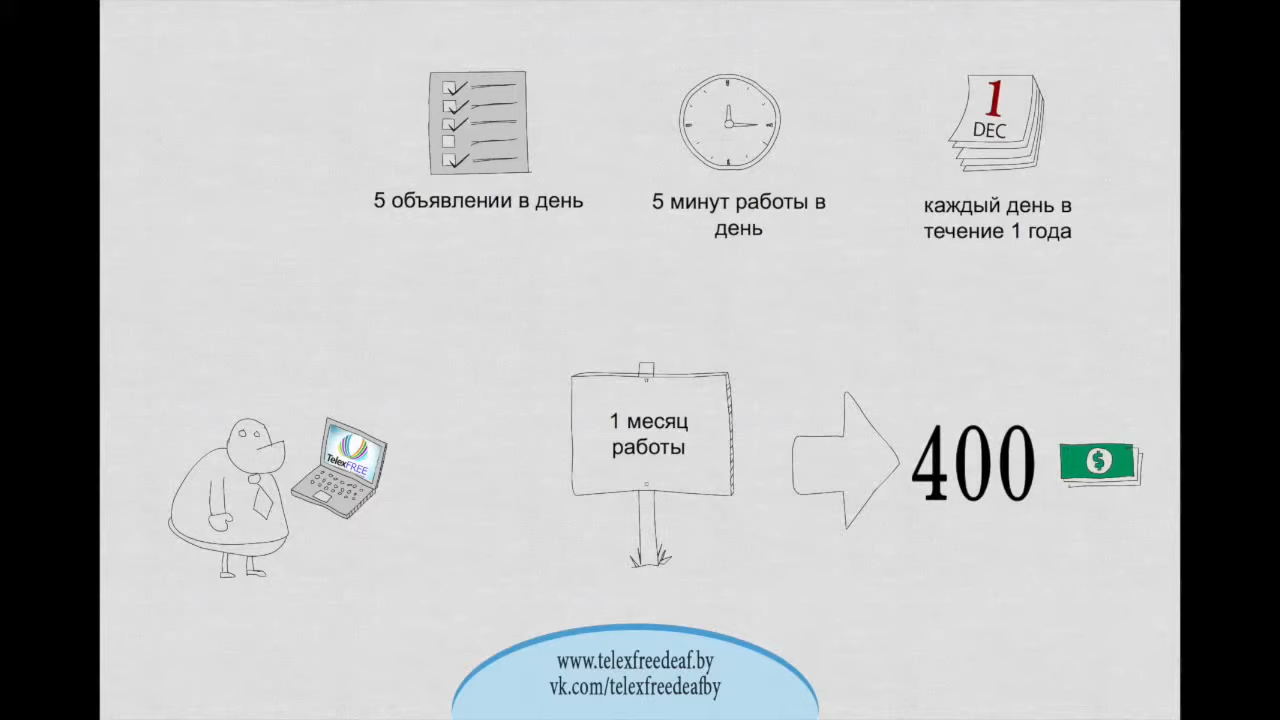 1
DEC
5 объявлении в день
5 минут работы в
день
каждый день в
течение 1 года
TelexFREE
1 месяц
работы
400
$
www.telexfreedeaf.by
vk.com/telexfreedeafby